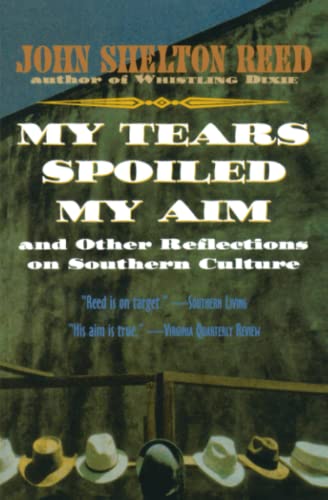 JOHN SHELTON REED
author of WHISTLING DIXIE
MY TEARS
SPOILED
MY AIM
and Other Reflections
on Southern Culture
"Reed is on target." —SOUTHERN LIVING
"His aim is true." —VIRGINIA QUARTERLY REVIEW